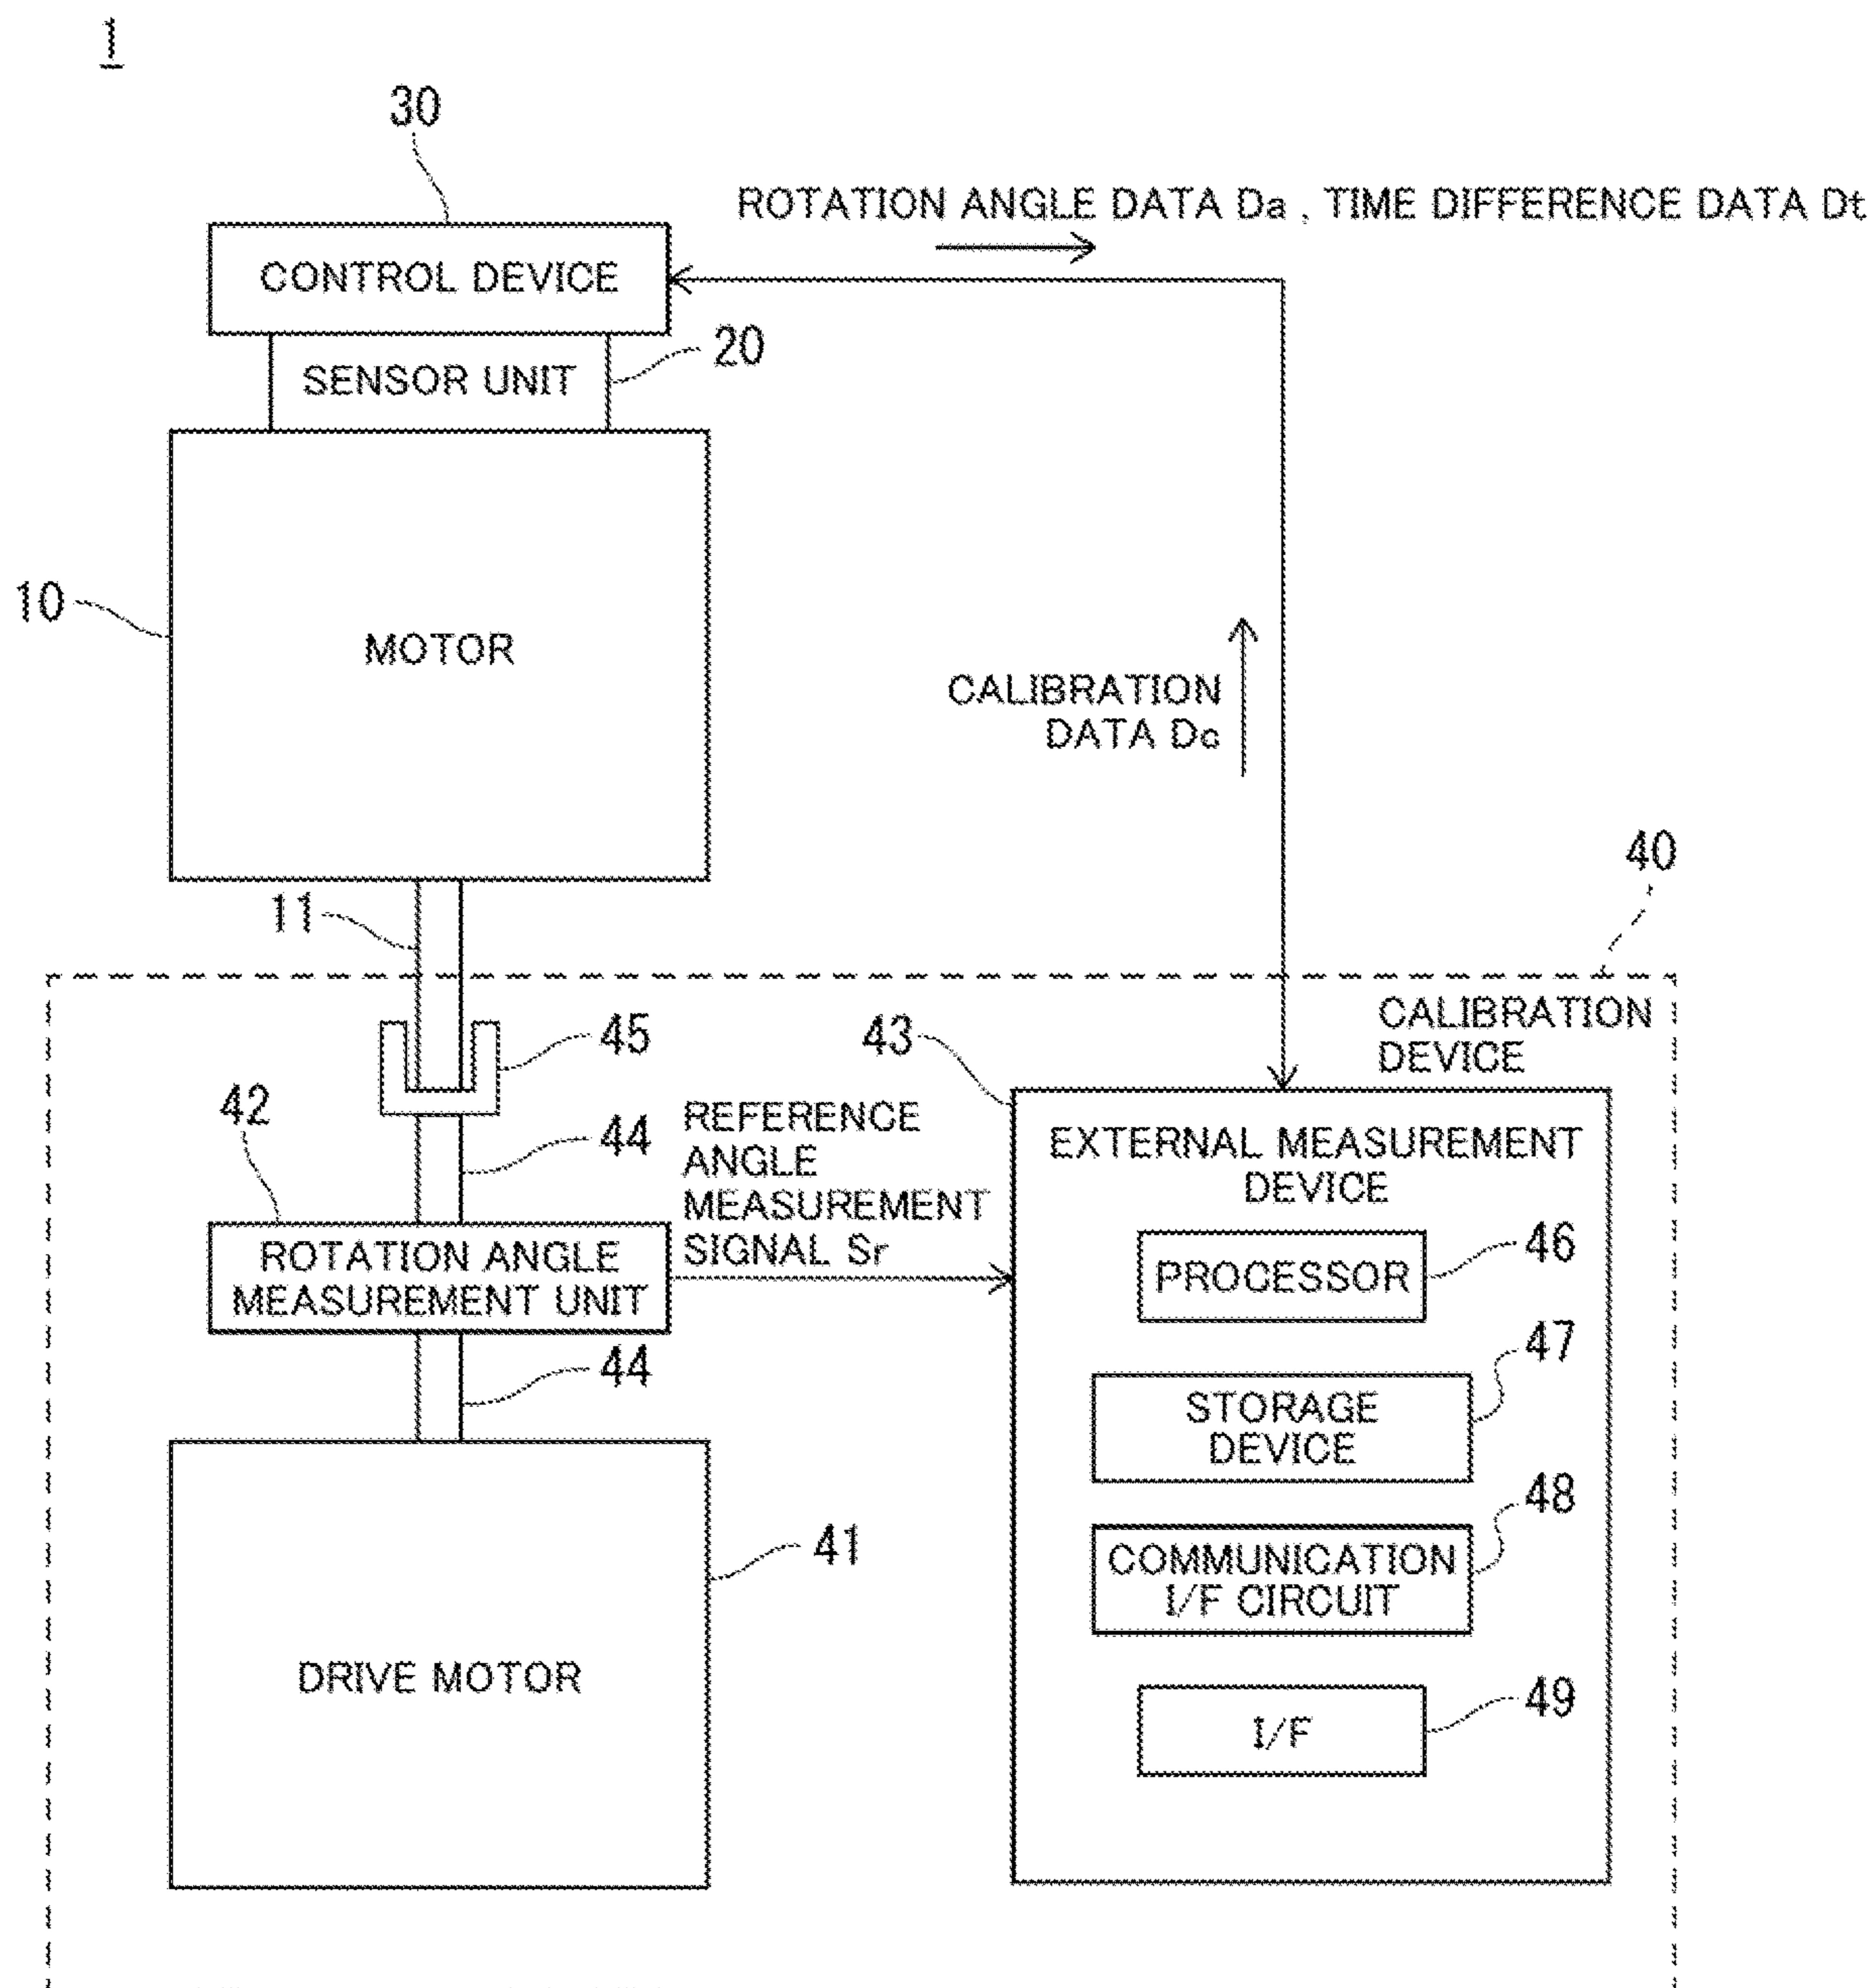 1
30
ROTATION ANGLE DATA Da , TIME DIFFERENCE DATA Dt
CONTROL DEVICE
20
SENSOR UNIT
10
MOTOR
CALIBRATION
DATA Dc
40
11
CALIBRATION
DEVICE
45
43
42
44
REFERENCE
ANGLE
MEASUREMENT
SIGNAL Sr
EXTERNAL MEASUREMENT
DEVICE
ROTATION ANGLE
MEASUREMENT UNIT
PROCESSOR
46
44
47
STORAGE
DEVICE
48
COMMUNICATION
I/F CIRCUIT
41
DRIVE MOTOR
49
I/F